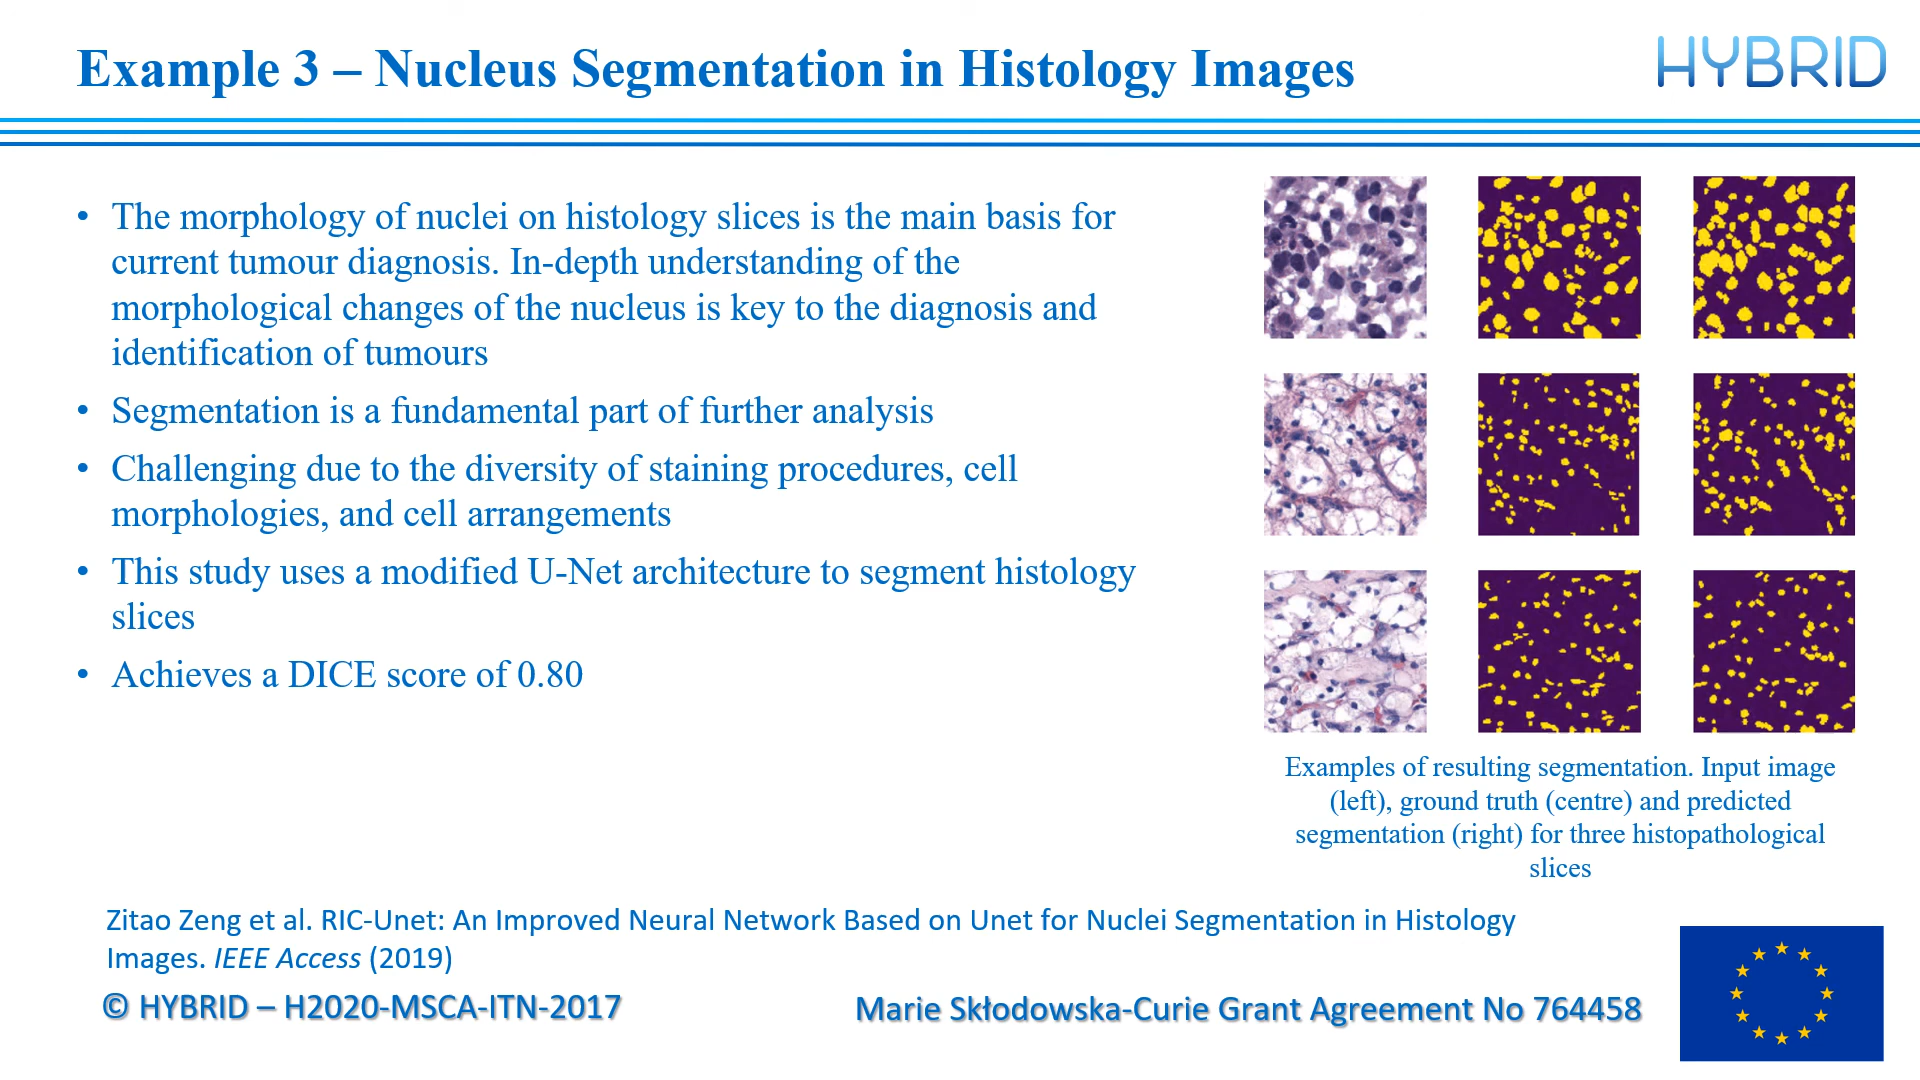 Example 3 – Nucleus Segmentation in Histology Images
HYBRID
• The morphology of nuclei on histology slices is the main basis for
current tumour diagnosis. In-depth understanding of the
morphological changes of the nucleus is key to the diagnosis and
identification of tumours
• Segmentation is a fundamental part of further analysis
• Challenging due to the diversity of staining procedures, cell
morphologies, and cell arrangements
• This study uses a modified U-Net architecture to segment histology
slices
• Achieves a DICE score of 0.80
Examples of resulting segmentation. Input image
(left), ground truth (centre) and predicted
segmentation (right) for three histopathological
slices
Zitao Zeng et al. RIC-Unet: An Improved Neural Network Based on Unet for Nuclei Segmentation in Histology
Images. IEEE Access (2019)
© HYBRID – H2020-MSCA-ITN-2017
Marie Skłodowska-Curie Grant Agreement No 764458